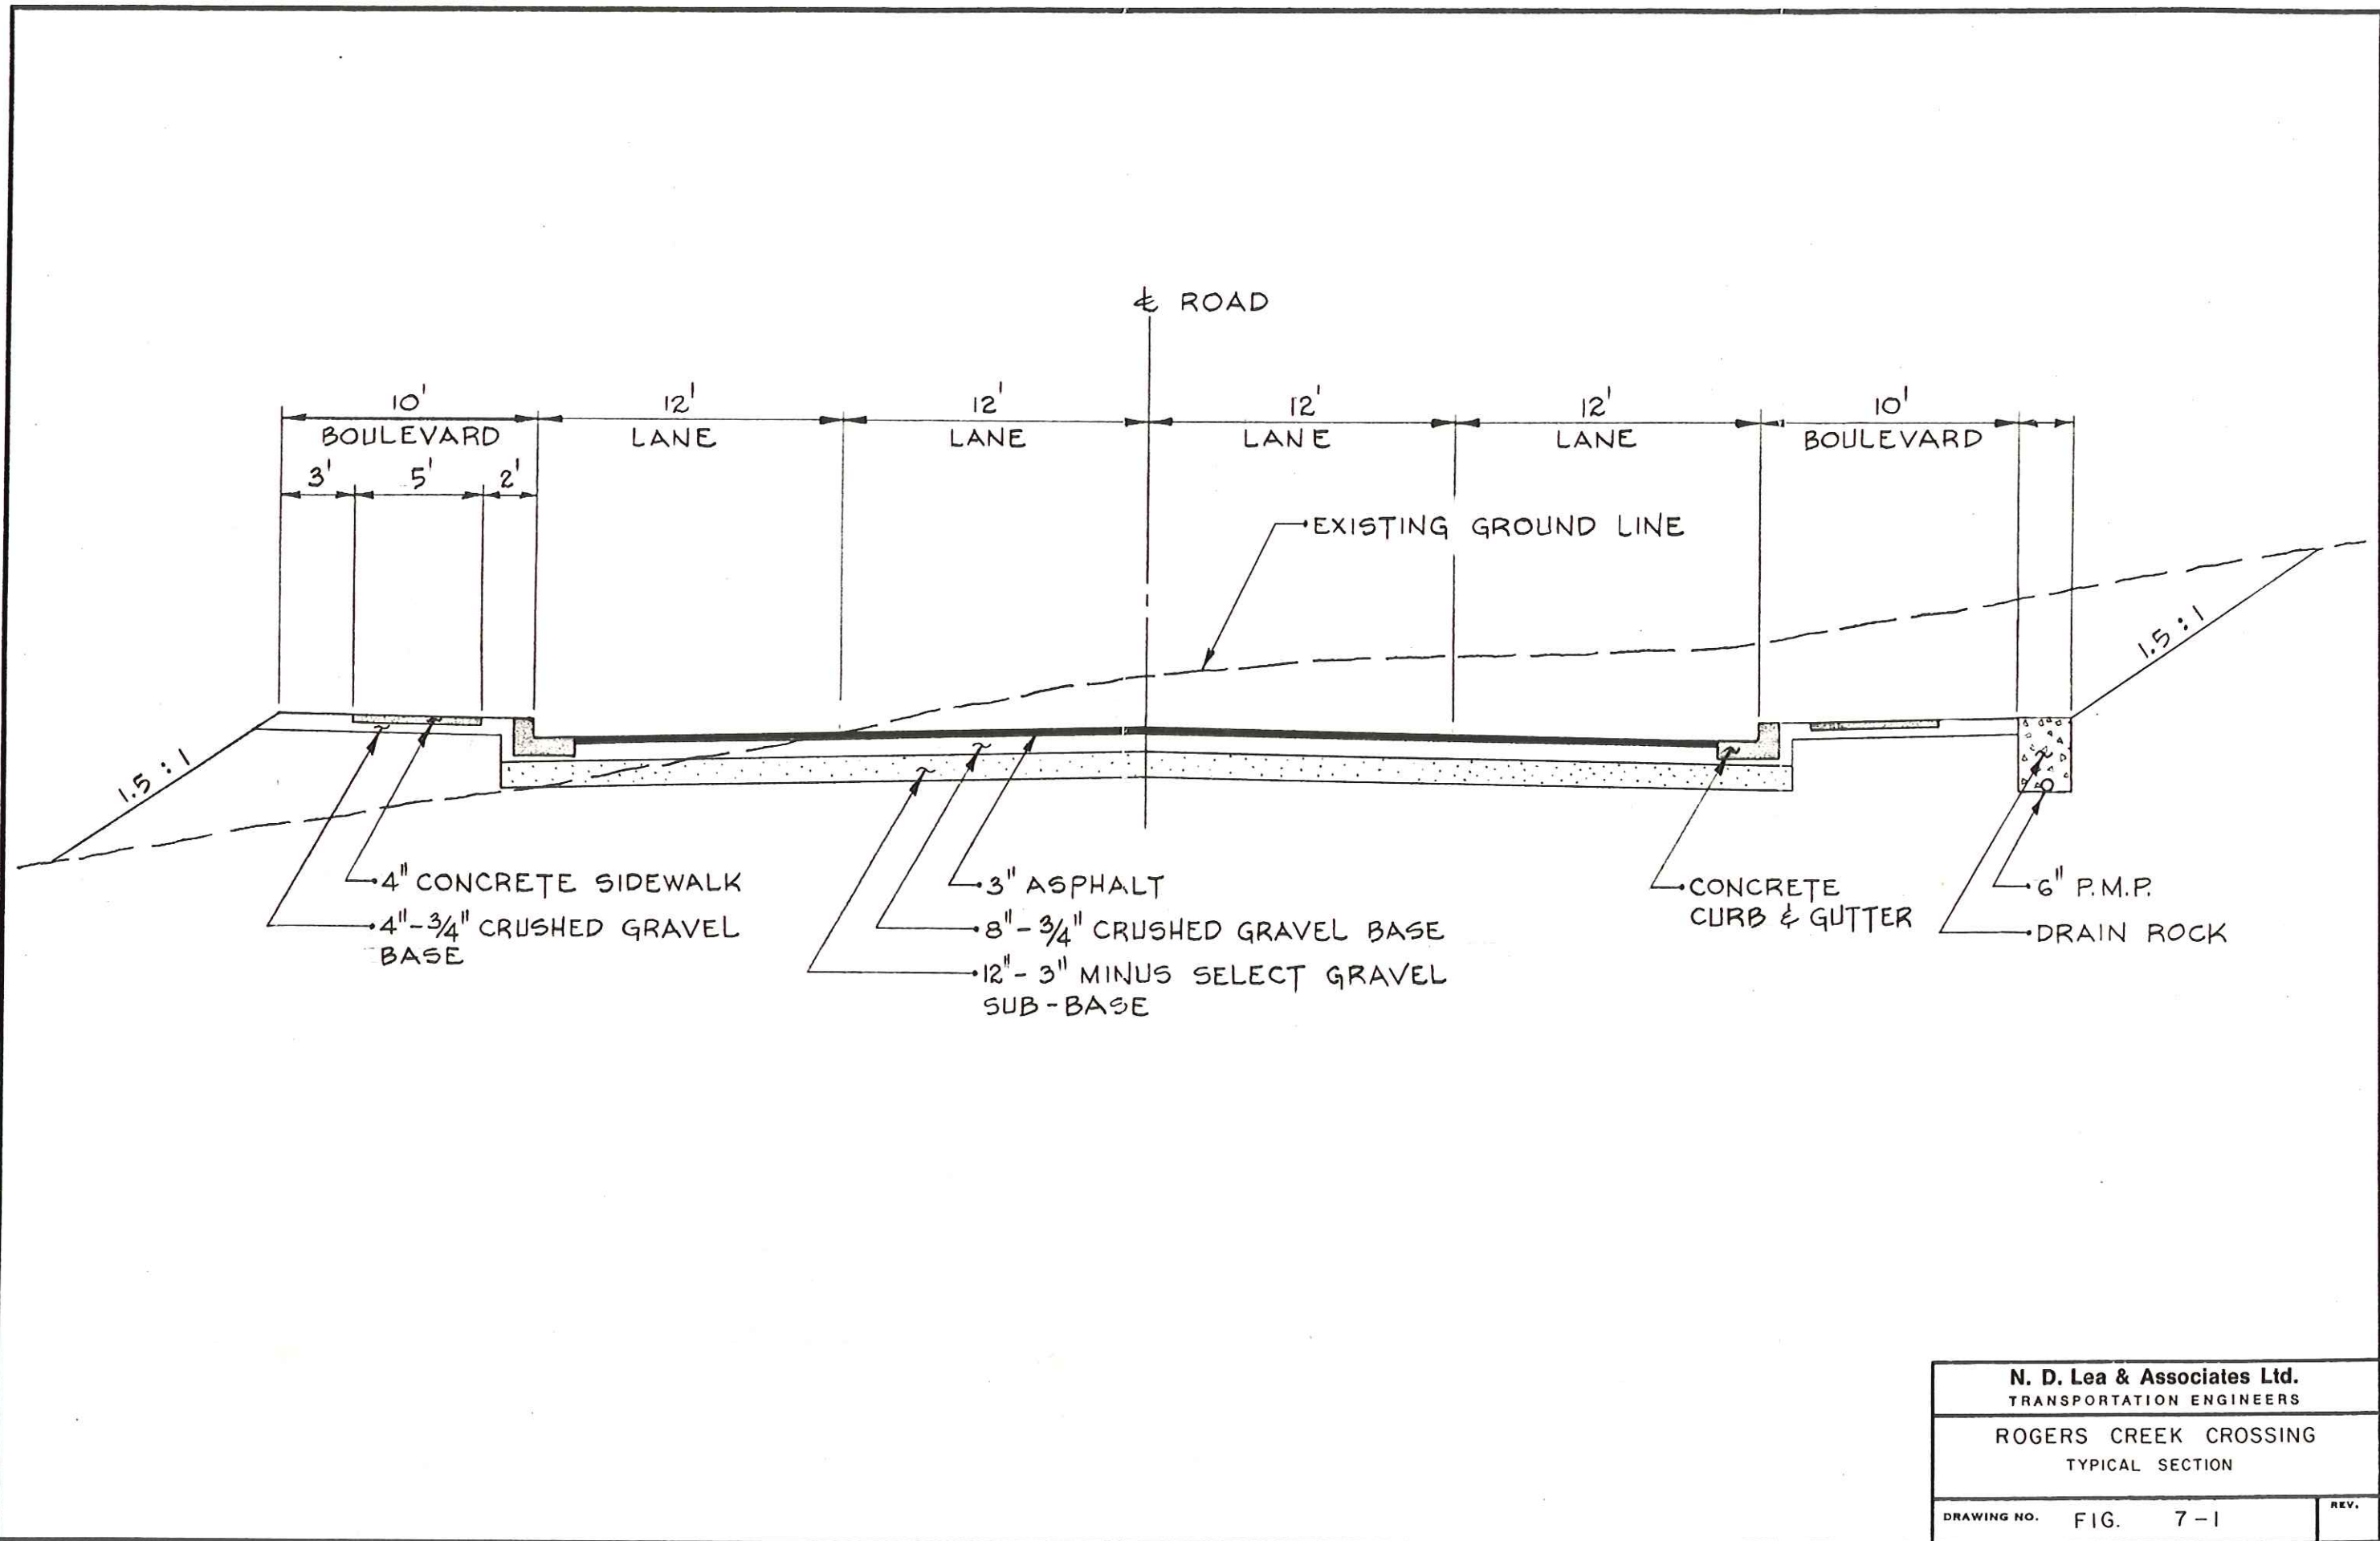 ℄ ROAD
10' 12' 12' 12' 12' 10'
BOULEVARD LANE LANE LANE LANE BOULEVARD
3' 5' 2'
EXISTING GROUND LINE
1.5 : 1
1.5 : 1
4" CONCRETE SIDEWALK
4"-3/4" CRUSHED GRAVEL
BASE
3" ASPHALT
8"-3/4" CRUSHED GRAVEL BASE
12"-3" MINUS SELECT GRAVEL
SUB-BASE
CONCRETE
CURB & GUTTER
6" P.M.P.
DRAIN ROCK
N. D. Lea & Associates Ltd.
TRANSPORTATION ENGINEERS
ROGERS CREEK CROSSING
TYPICAL SECTION
DRAWING NO. FIG. 7-1 REV.